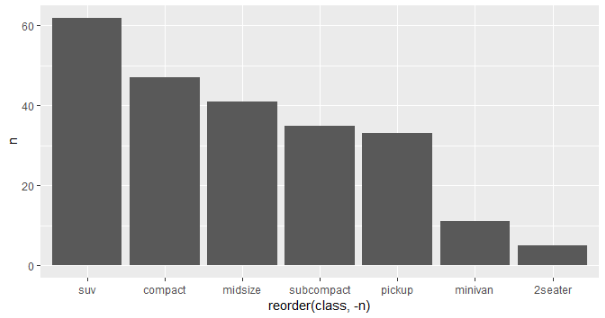 60
40
20
0
n
suv compact midsize subcompact pickup minivan 2seater
reorder(class, -n)